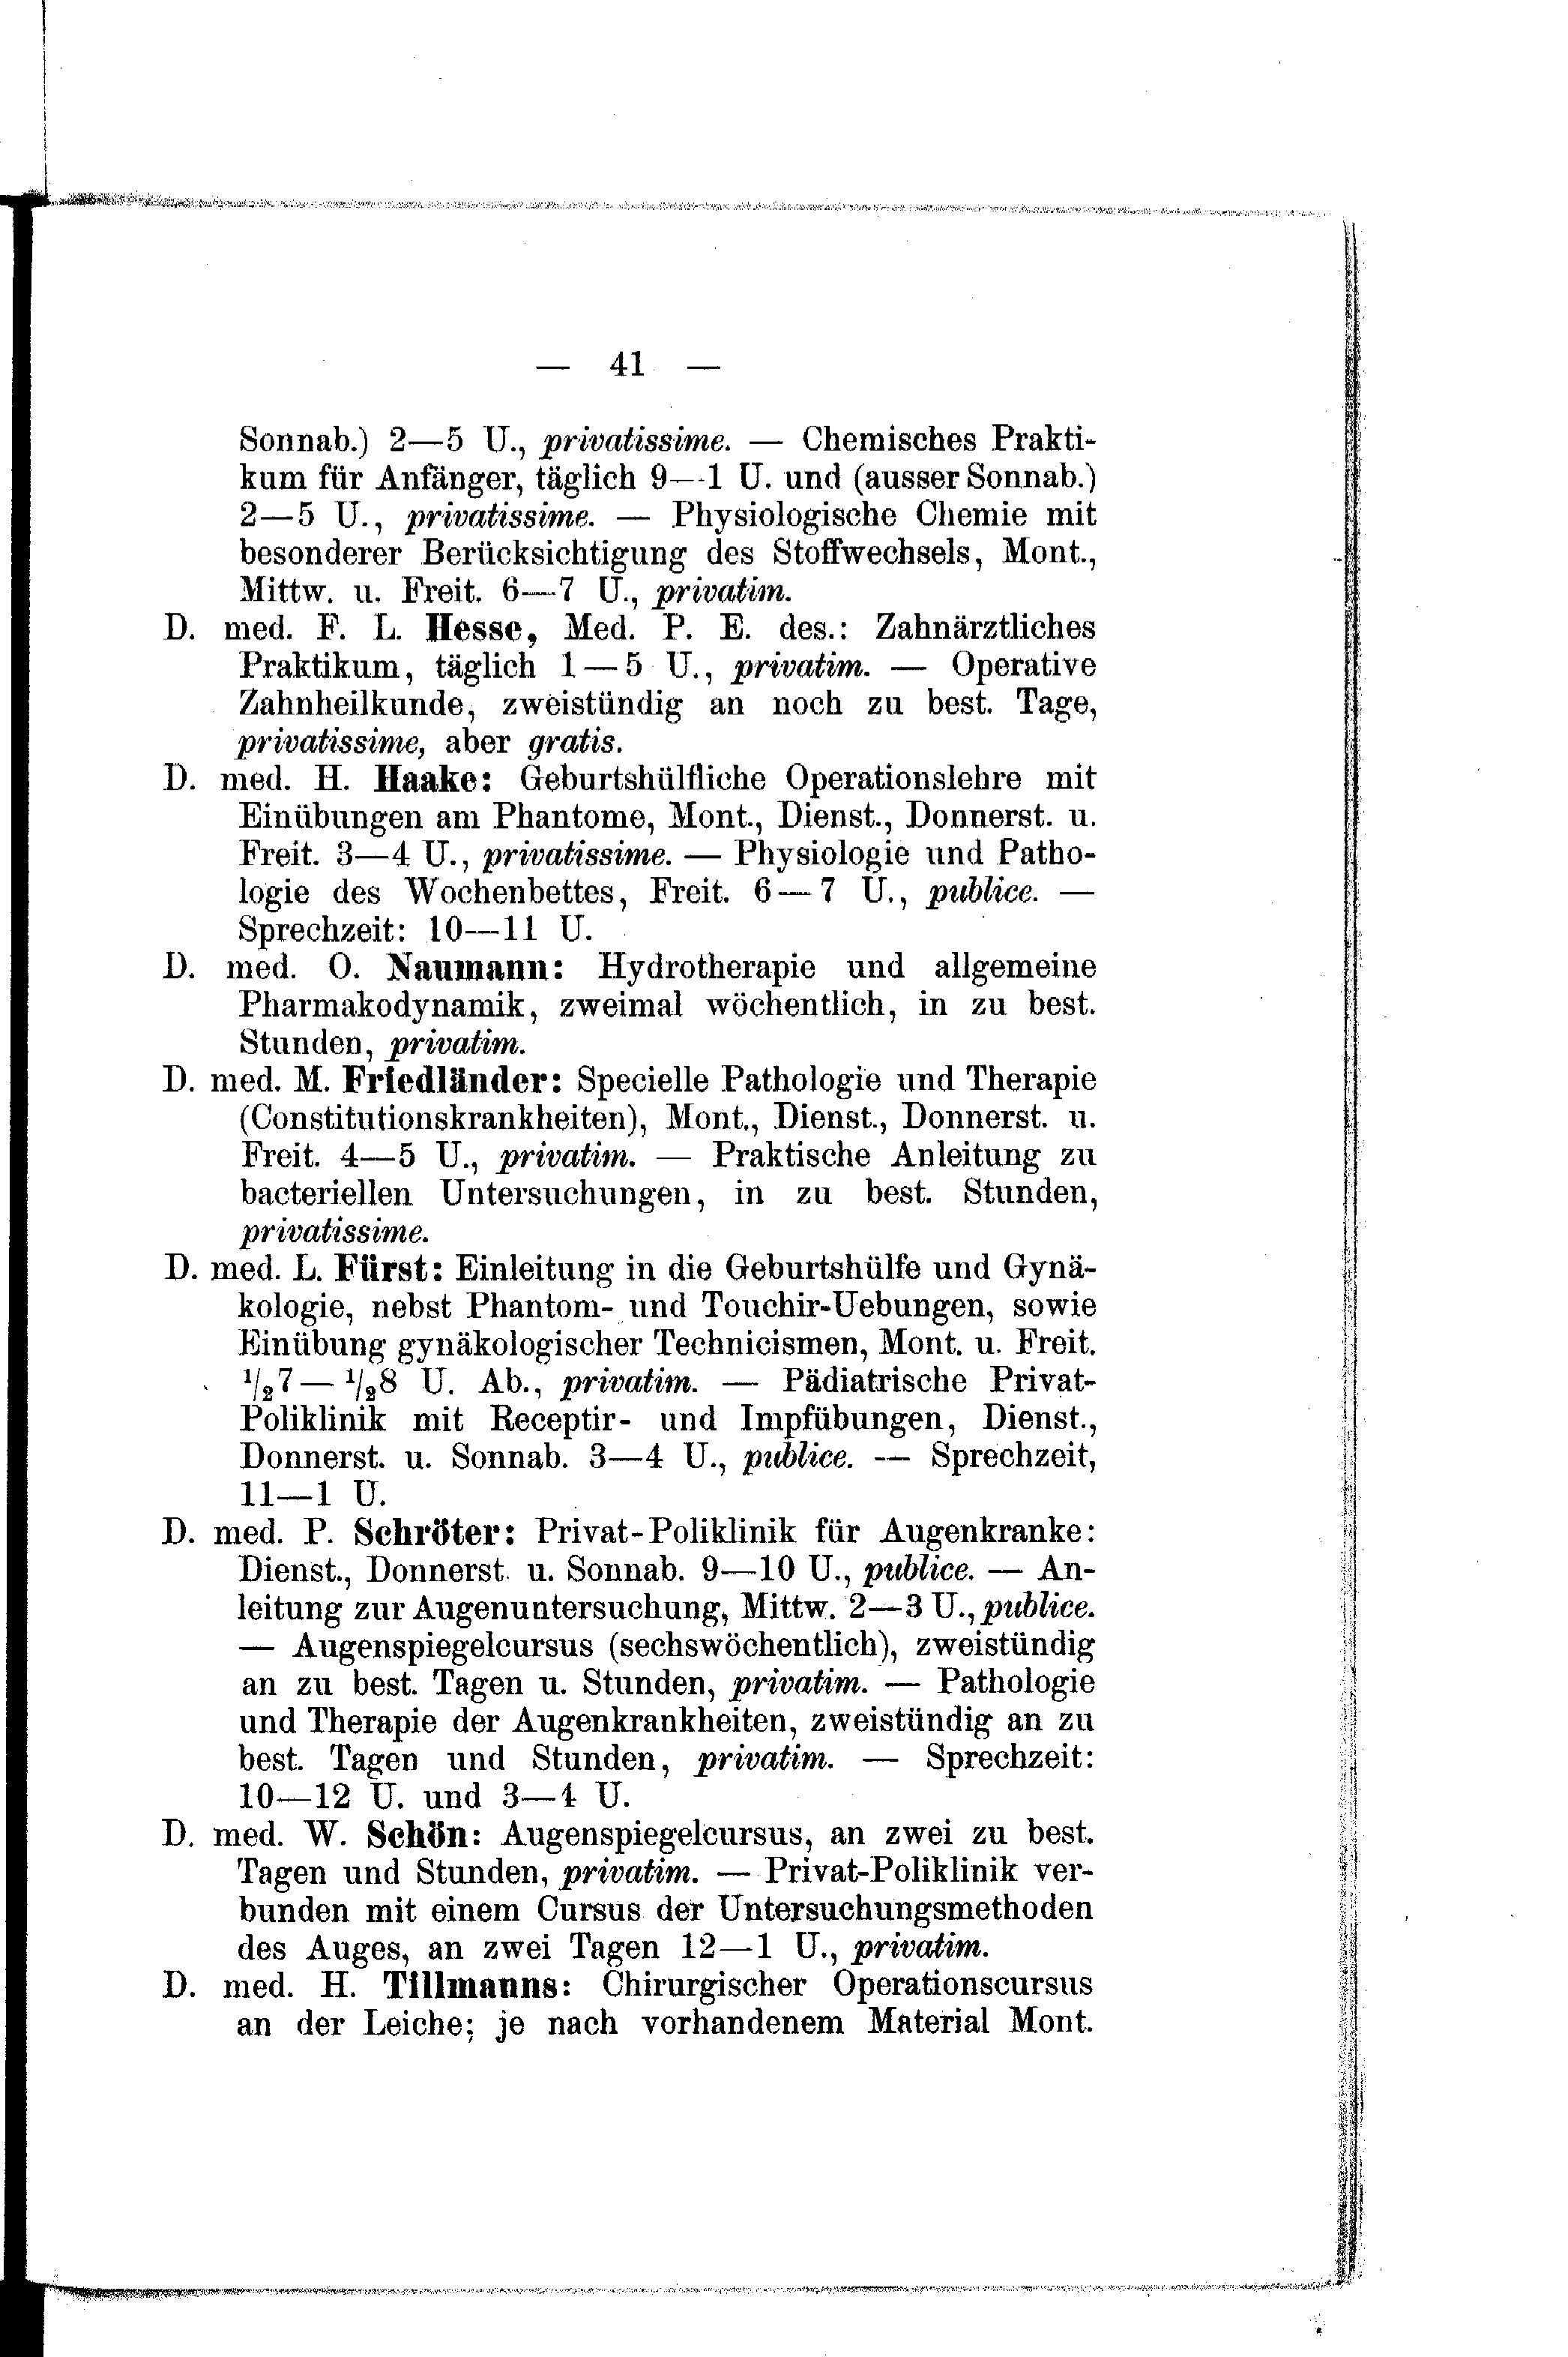 — 41 —
Sonnab.) 2—5 U., privatissime. — Chemisches Prakti-
kum für Anfänger, täglich 9—1 U. und (ausser Sonnab.)
2—5 U., privatissime. — Physiologische Chemie mit
besonderer Berücksichtigung des Stoffwechsels, Mont.,
Mittw. u. Freit. 6—7 U., privatim.
D. med. F. L. Hesse, Med. P. E. des.: Zahnärztliches
Praktikum, täglich 1—5 U., privatim. — Operative
Zahnheilkunde, zweistündig an noch zu best. Tage,
privatissime, aber gratis.
D. med. H. Haake: Geburtshülfliche Operationslehre mit
Einübungen am Phantome, Mont., Dienst., Donnerst. u.
Freit. 3—4 U., privatissime. — Physiologie und Patho-
logie des Wochenbettes, Freit. 6—7 U., publice. —
Sprechzeit: 10—11 U.
D. med. O. Naumann: Hydrotherapie und allgemeine
Pharmakodynamik, zweimal wöchentlich, in zu best.
Stunden, privatim.
D. med. M. Friedländer: Specielle Pathologie und Therapie
(Constitutionskrankheiten), Mont., Dienst., Donnerst. u.
Freit. 4—5 U., privatim. — Praktische Anleitung zu
bacteriellen Untersuchungen, in zu best. Stunden,
privatissime.
D. med. L. Fürst: Einleitung in die Geburtshülfe und Gynä-
kologie, nebst Phantom- und Touchir-Uebungen, sowie
Einübung gynäkologischer Technicismen, Mont. u. Freit.
1/27—1/28 U. Ab., privatim. — Pädiatrische Privat-
Poliklinik mit Receptir- und Impfübungen, Dienst.,
Donnerst. u. Sonnab. 3—4 U., publice. — Sprechzeit,
11—1 U.
D. med. P. Schröter: Privat-Poliklinik für Augenkranke:
Dienst., Donnerst. u. Sonnab. 9—10 U., publice. — An-
leitung zur Augenuntersuchung, Mittw. 2—3 U., publice.
— Augenspiegelcursus (sechswöchentlich), zweistündig
an zu best. Tagen u. Stunden, privatim. — Pathologie
und Therapie der Augenkrankheiten, zweistündig an zu
best. Tagen und Stunden, privatim. — Sprechzeit:
10—12 U. und 3—4 U.
D. med. W. Schön: Augenspiegelcursus, an zwei zu best.
Tagen und Stunden, privatim. — Privat-Poliklinik ver-
bunden mit einem Cursus der Untersuchungsmethoden
des Auges, an zwei Tagen 12—1 U., privatim.
D. med. H. Tillmanns: Chirurgischer Operationscursus
an der Leiche; je nach vorhandenem Material Mont.